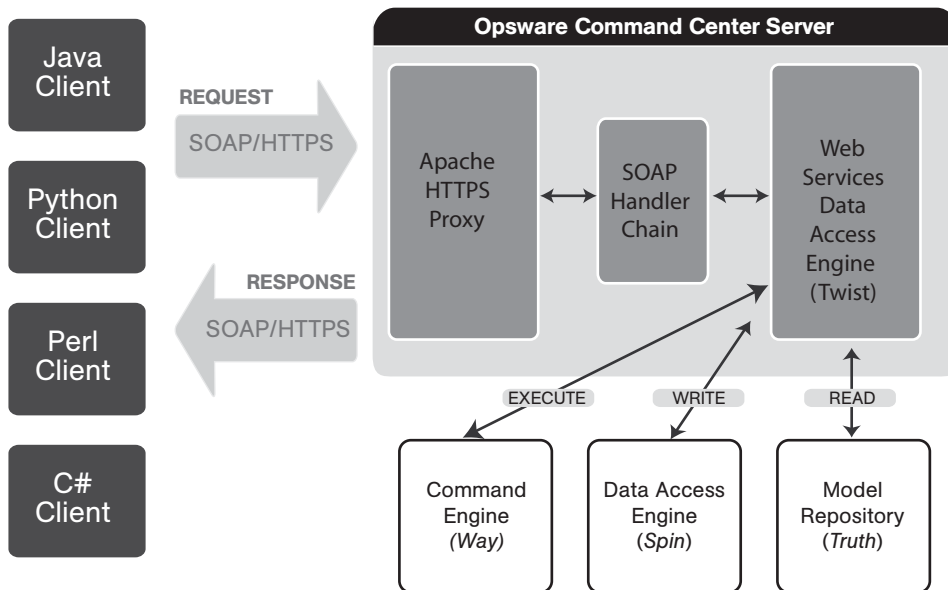 Opsware Command Center Server
Java
Client
Python
Client
Perl
Client
C#
Client
REQUEST
SOAP/HTTPS
RESPONSE
SOAP/HTTPS
Apache
HTTPS
Proxy
SOAP
Handler
Chain
Web
Services
Data
Access
Engine
(Twist)
EXECUTE
WRITE
READ
Command
Engine
(Way)
Data Access
Engine
(Spin)
Model
Repository
(Truth)